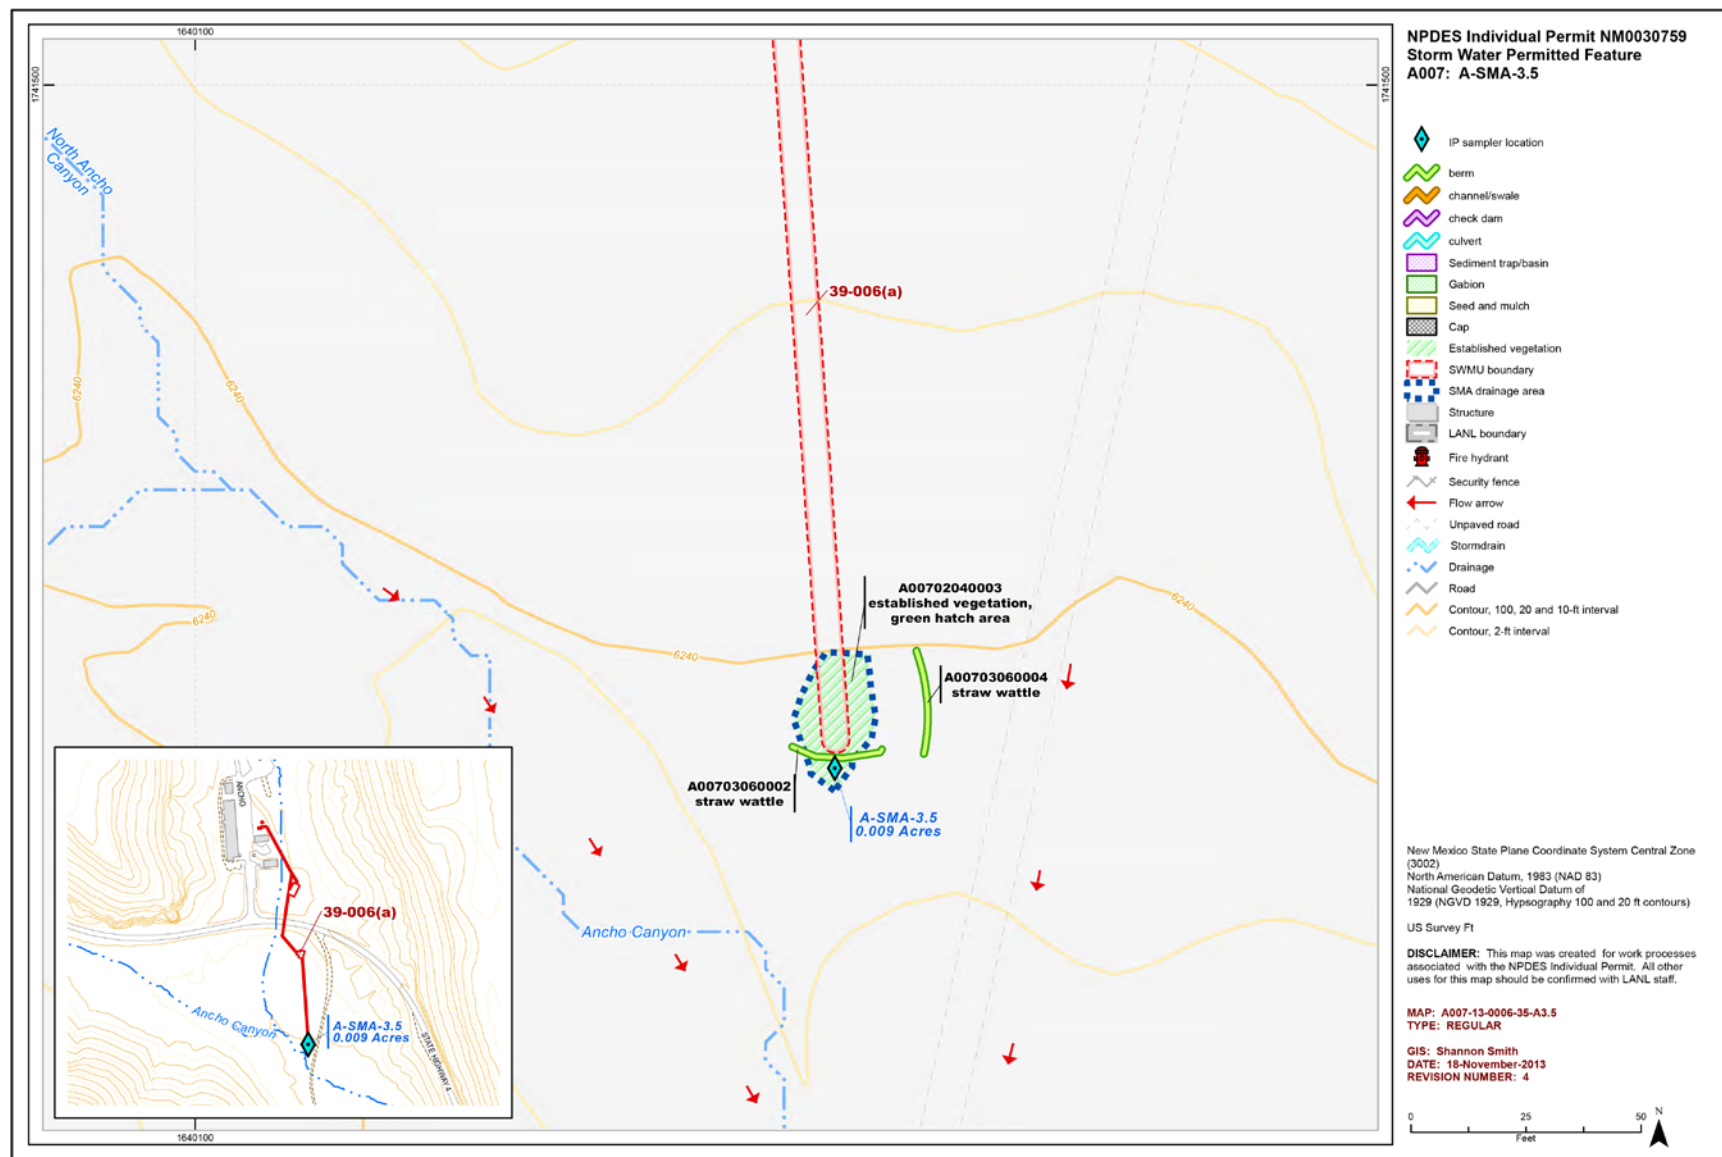 NPDES Individual Permit NM0030759
Storm Water Permitted Feature
A007: A-SMA-3.5
IP sampler location
berm
channel/swale
check dam
culvert
Sediment trap/basin
Gabion
Seed and mulch
Cap
Established vegetation
SWMU boundary
SMA drainage area
Structure
LANL boundary
Fire hydrant
Security fence
Flow arrow
Unpaved road
Stormdrain
Drainage
Road
Contour, 100, 20 and 10-ft interval
Contour, 2-ft interval
New Mexico State Plane Coordinate System Central Zone
(3002)
North American Datum, 1983 (NAD 83)
National Geodetic Vertical Datum of
1929 (NGVD 1929, Hypsography 100 and 20 ft contours)
US Survey Ft
DISCLAIMER: This map was created for work processes
associated with the NPDES Individual Permit. All other
uses for this map should be confirmed with LANL staff.
MAP: A007-13-0006-35-A3.5
TYPE: REGULAR
GIS: Shannon Smith
DATE: 18-November-2013
REVISION NUMBER: 4
0 25 50
Feet
N
1640100
1741500
1741500
North Ancho
Canyon
39-006(a)
6240
6240
6240
6240
6240
A00702040003
established vegetation,
green hatch area
A00703060004
straw wattle
A00703060002
straw wattle
A-SMA-3.5
0.009 Acres
Ancho Canyon
ANCHO
39-006(a)
Ancho Canyon
A-SMA-3.5
0.009 Acres
STATE HIGHWAY 4
1640100